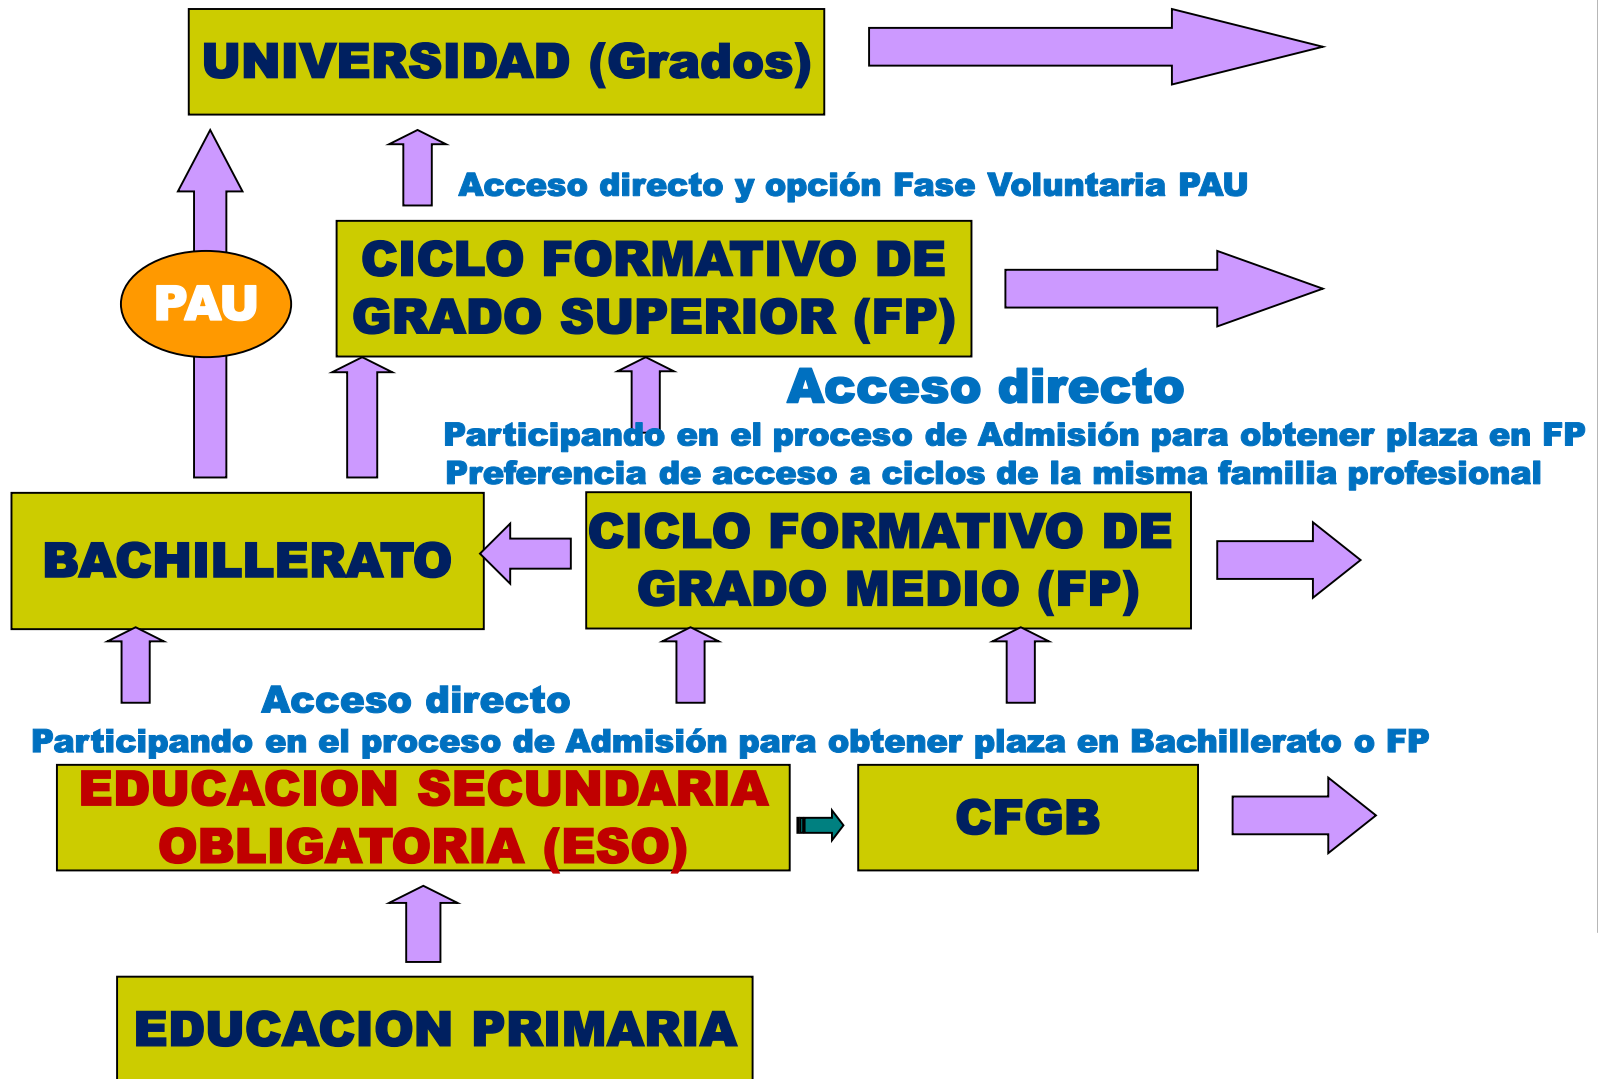 UNIVERSIDAD (Grados)
Acceso directo y opción Fase Voluntaria PAU
CICLO FORMATIVO DE
GRADO SUPERIOR (FP)
PAU
Acceso directo
Participando en el proceso de Admisión para obtener plaza en FP
Preferencia de acceso a ciclos de la misma familia profesional
BACHILLERATO
CICLO FORMATIVO DE
GRADO MEDIO (FP)
Acceso directo
Participando en el proceso de Admisión para obtener plaza en Bachillerato o FP
EDUCACION SECUNDARIA
OBLIGATORIA (ESO)
CFGB
EDUCACION PRIMARIA